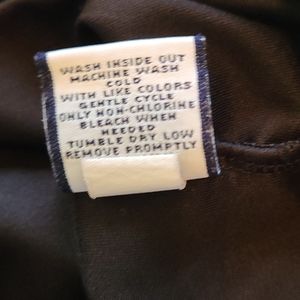 WASH INSIDE OUT
MACHINE WASH
COLD
WITH LIKE COLORS
GENTLE CYCLE
ONLY NON-CHLORINE
BLEACH WHEN
NEEDED
TUMBLE DRY LOW
REMOVE PROMPTLY